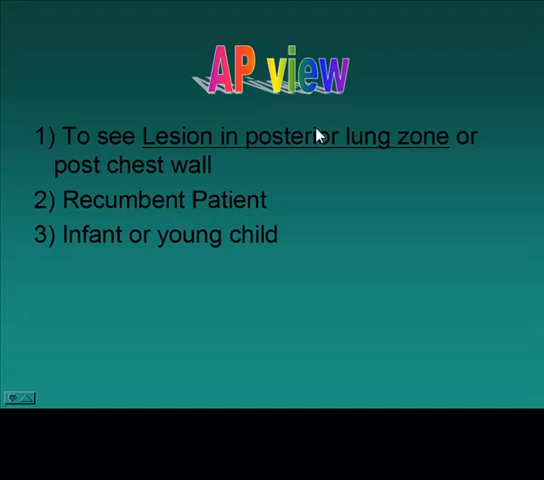 AP view
1) To see Lesion in posterior lung zone or
post chest wall
2) Recumbent Patient
3) Infant or young child